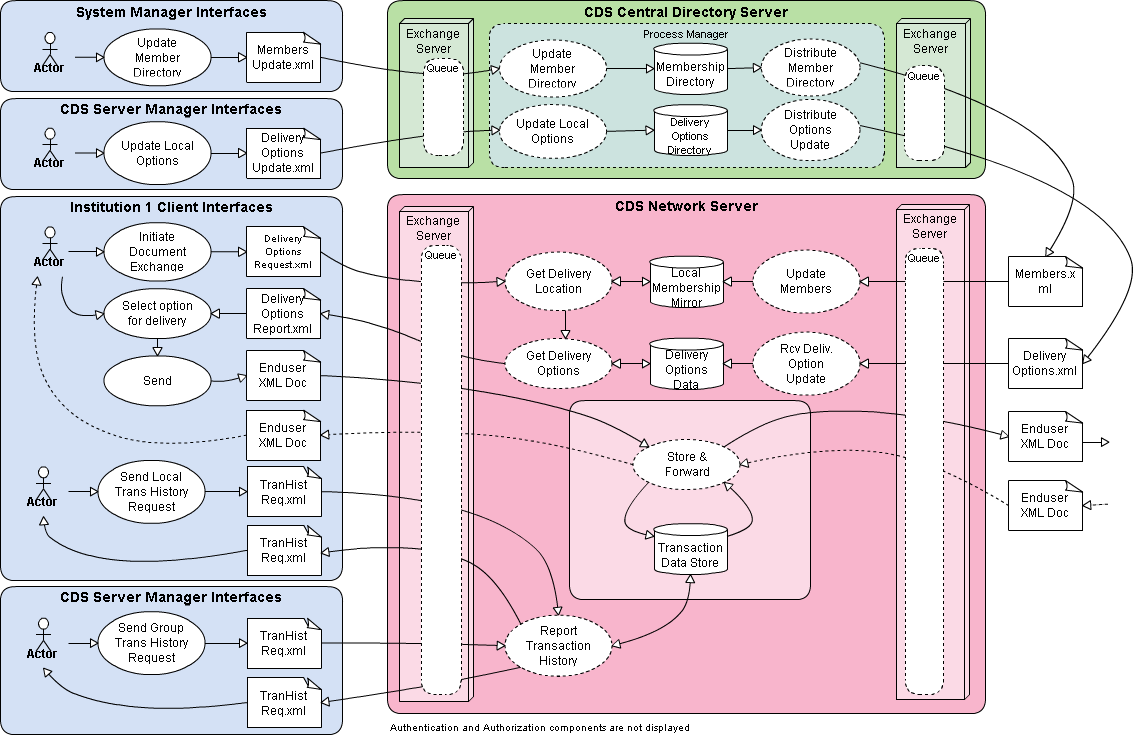 System Manager Interfaces
Actor
Update
Member
Directory
Members
Update.xml
CDS Server Manager Interfaces
Actor
Update Local
Options
Delivery
Options
Update.xml
CDS Central Directory Server
Exchange
Server
Queue
Process Manager
Update
Member
Directory
Membership
Directory
Distribute
Member
Directory
Update Local
Options
Delivery
Options
Directory
Distribute
Options
Update
Exchange
Server
Queue
Institution 1 Client Interfaces
Actor
Initiate
Document
Exchange
Delivery
Options
Request.xml
Select option
for delivery
Delivery
Options
Report.xml
Send
Enduser
XML Doc
Enduser
XML Doc
Actor
Send Local
Trans History
Request
TranHist
Req.xml
TranHist
Req.xml
CDS Server Manager Interfaces
Actor
Send Group
Trans History
Request
TranHist
Req.xml
TranHist
Req.xml
CDS Network Server
Exchange
Server
Queue
Get Delivery
Location
Local
Membership
Mirror
Update
Members
Get Delivery
Options
Delivery
Options
Data
Rcv Deliv.
Option
Update
Store &
Forward
Transaction
Data Store
Report
Transaction
History
Exchange
Server
Queue
Members.x
ml
Delivery
Options.xml
Enduser
XML Doc
Enduser
XML Doc
Authentication and Authorization components are not displayed